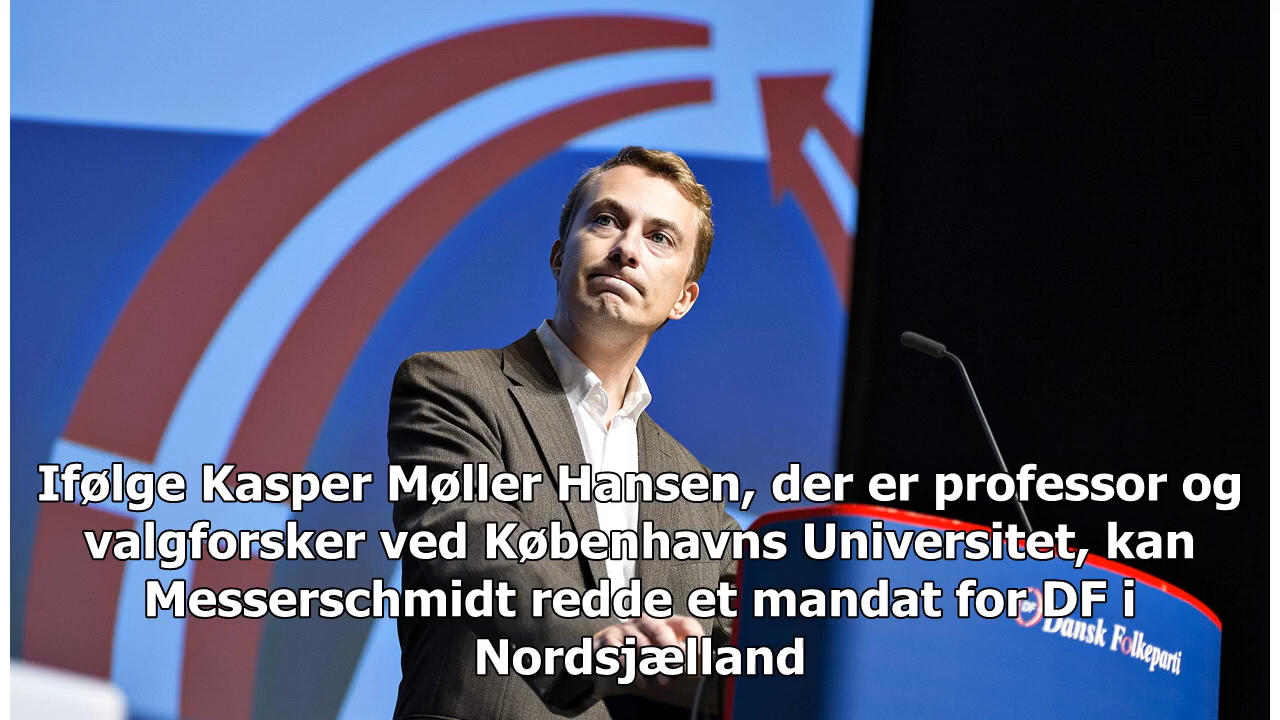 Ifølge Kasper Møller Hansen, der er professor og
valgforsker ved Københavns Universitet, kan
Messerschmidt redde et mandat for DF i
Nordsjælland
DF
Dansk Folkeparti